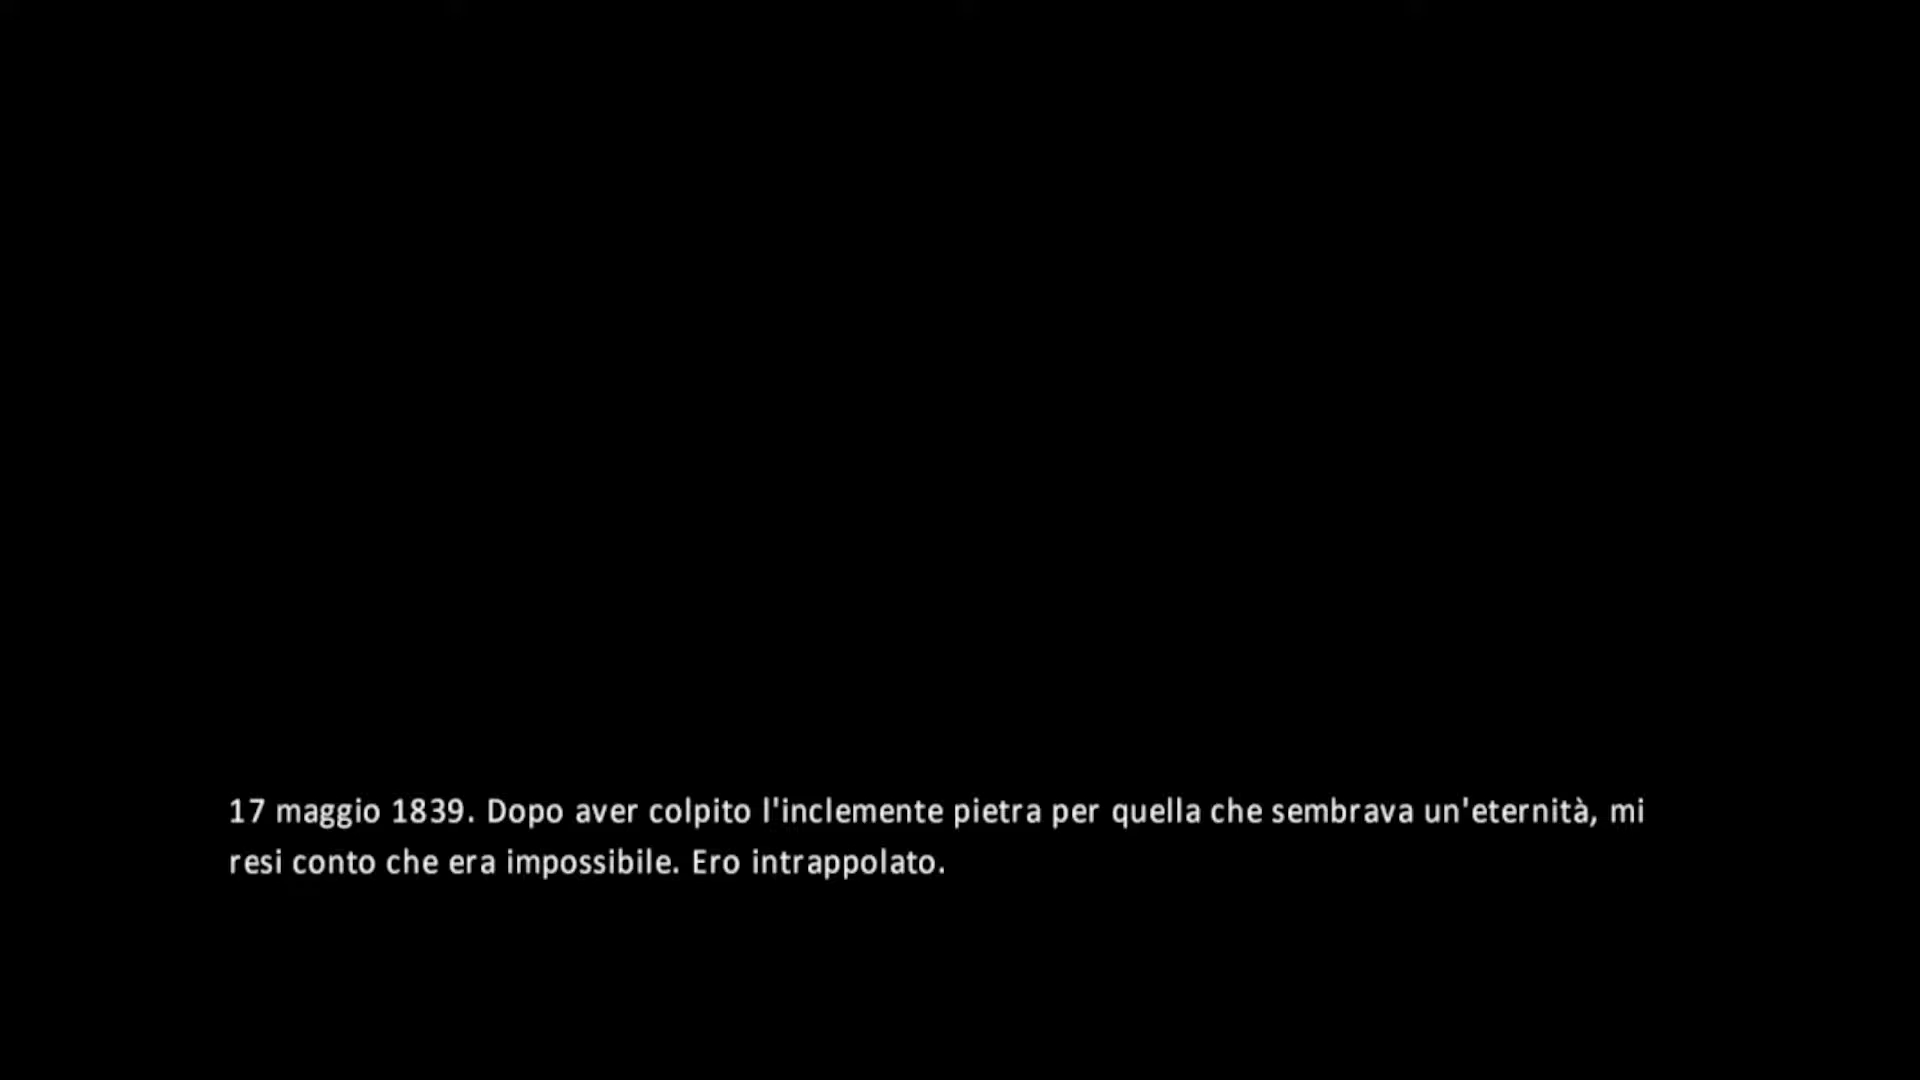 17 maggio 1839. Dopo aver colpito l'inclemente pietra per quella che sembrava un'eternità, mi
resi conto che era impossibile. Ero intrappolato.